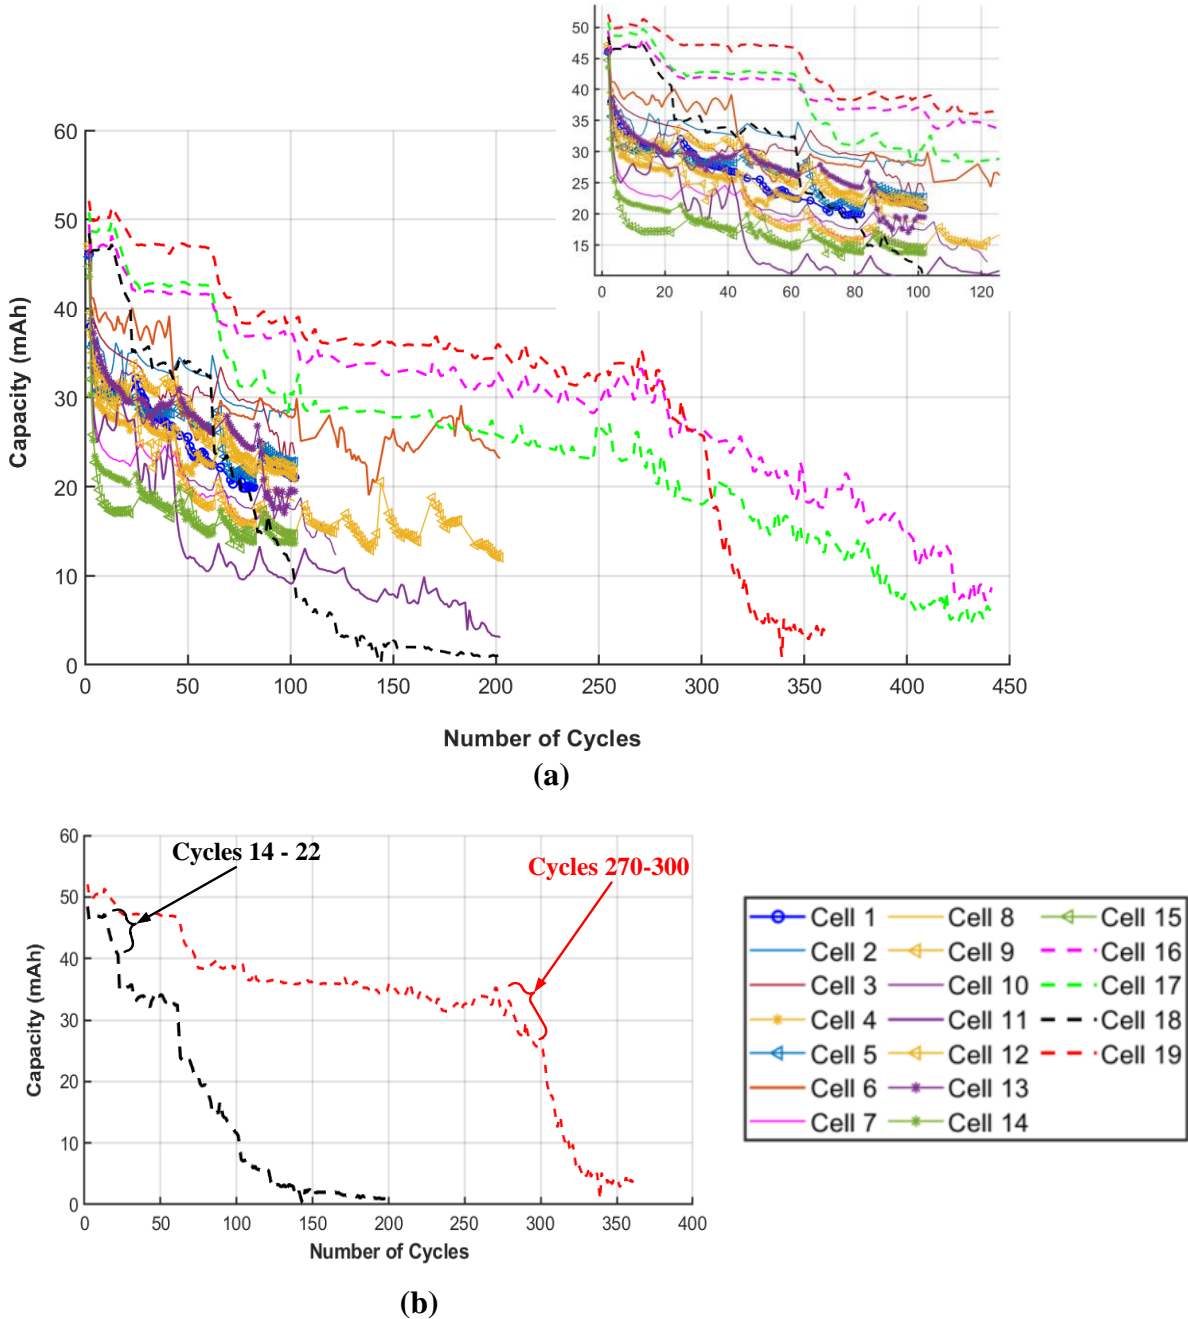 50
45
40
35
30
25
20
15
0 20 40 60 80 100 120
60
50
40
30
20
10
0
Capacity (mAh)
0 50 100 150 200 250 300 350 400 450
Number of Cycles
(a)
60
50
40
30
20
10
0
Capacity (mAh)
Cycles 14 - 22
Cycles 270-300
0 50 100 150 200 250 300 350 400
Number of Cycles
(b)
Cell 1 Cell 8 Cell 15
Cell 2 Cell 9 Cell 16
Cell 3 Cell 10 Cell 17
Cell 4 Cell 11 Cell 18
Cell 5 Cell 12 Cell 19
Cell 6 Cell 13
Cell 7 Cell 14